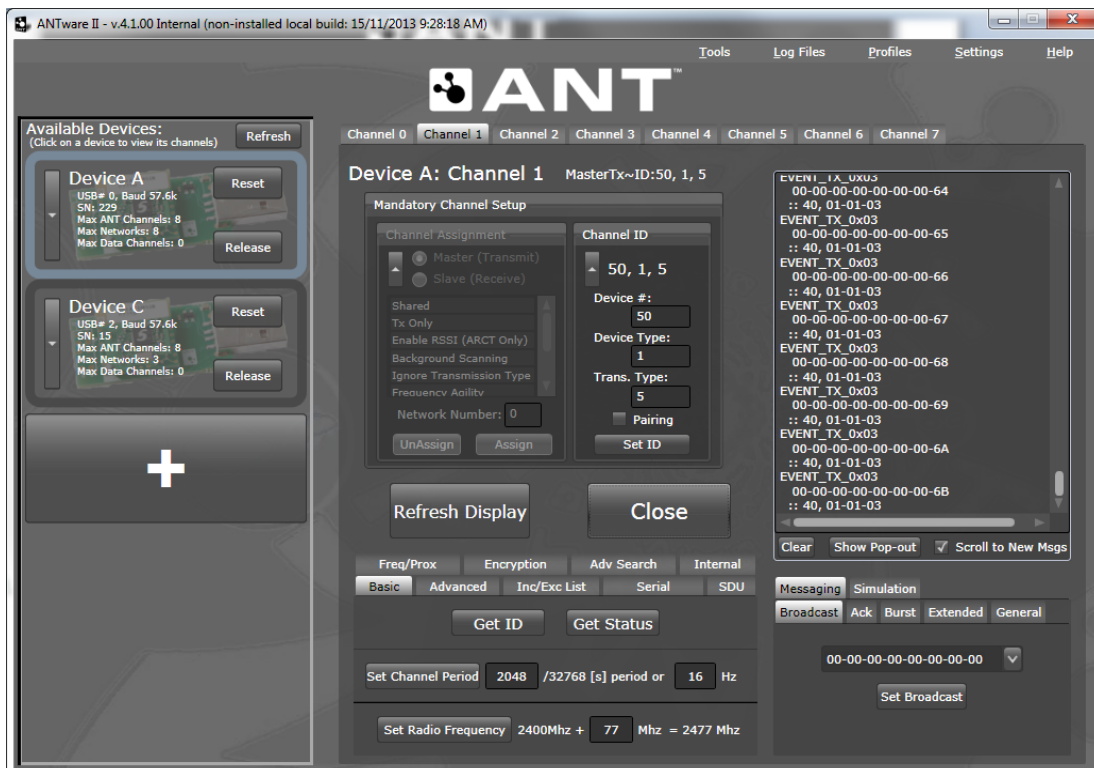 ANTware II - v.4.1.00 Internal (non-installed local build: 15/11/2013 9:28:18 AM)
Tools Log Files Profiles Settings Help
ANT™
Available Devices:
(Click on a device to view its channels)
Refresh
Device A
USB# 0, Baud 57.6k
SN: 229
Max ANT Channels: 8
Max Networks: 8
Max Data Channels: 0
Reset
Release
Device C
USB# 2, Baud 57.6k
SN: 15
Max ANT Channels: 8
Max Networks: 3
Max Data Channels: 0
Reset
Release
Channel 0 Channel 1 Channel 2 Channel 3 Channel 4 Channel 5 Channel 6 Channel 7
Device A: Channel 1 MasterTx~ID:50, 1, 5
Mandatory Channel Setup
Channel Assignment
Master (Transmit)
Slave (Receive)
Shared
Tx Only
Enable RSSI (ARCT Only)
Background Scanning
Ignore Transmission Type
Frequency Agility
Network Number: 0
UnAssign Assign
Channel ID
50, 1, 5
Device #:
50
Device Type:
1
Trans. Type:
5
Pairing
Set ID
Refresh Display Close
Freq/Prox Encryption Adv Search Internal
Basic Advanced Inc/Exc List Serial SDU
Get ID Get Status
Set Channel Period 2048 /32768 [s] period or 16 Hz
Set Radio Frequency 2400Mhz + 77 Mhz = 2477 Mhz
EVENT_TX_0x03
00-00-00-00-00-00-00-64
:: 40, 01-01-03
EVENT_TX_0x03
00-00-00-00-00-00-00-65
:: 40, 01-01-03
EVENT_TX_0x03
00-00-00-00-00-00-00-66
:: 40, 01-01-03
EVENT_TX_0x03
00-00-00-00-00-00-00-67
:: 40, 01-01-03
EVENT_TX_0x03
00-00-00-00-00-00-00-68
:: 40, 01-01-03
EVENT_TX_0x03
00-00-00-00-00-00-00-69
:: 40, 01-01-03
EVENT_TX_0x03
00-00-00-00-00-00-00-6A
:: 40, 01-01-03
EVENT_TX_0x03
00-00-00-00-00-00-00-6B
:: 40, 01-01-03
Clear Show Pop-out Scroll to New Msgs
Messaging Simulation
Broadcast Ack Burst Extended General
00-00-00-00-00-00-00-00
Set Broadcast